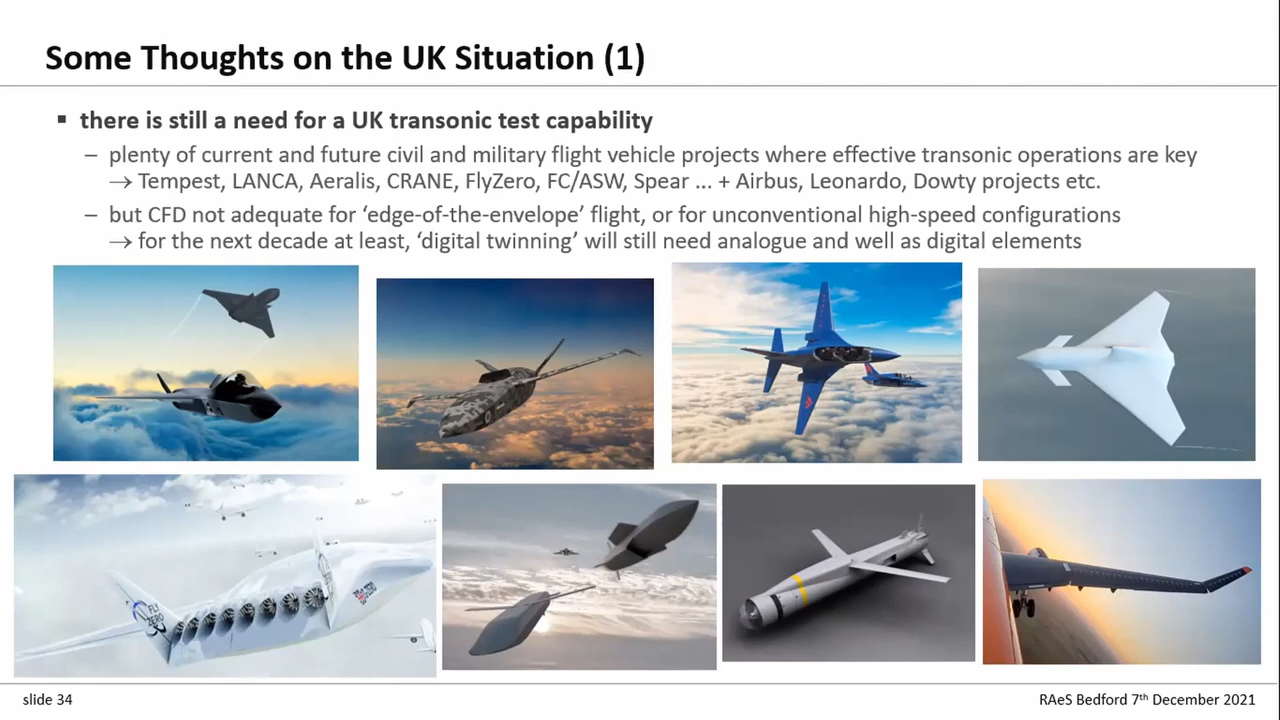 Some Thoughts on the UK Situation (1)
▪ there is still a need for a UK transonic test capability
– plenty of current and future civil and military flight vehicle projects where effective transonic operations are key
→ Tempest, LANCA, Aeralis, CRANE, FlyZero, FC/ASW, Spear ... + Airbus, Leonardo, Dowty projects etc.
– but CFD not adequate for ‘edge-of-the-envelope’ flight, or for unconventional high-speed configurations
→ for the next decade at least, ‘digital twinning’ will still need analogue and well as digital elements
FLY
ZERO
slide 34
RAeS Bedford 7th December 2021